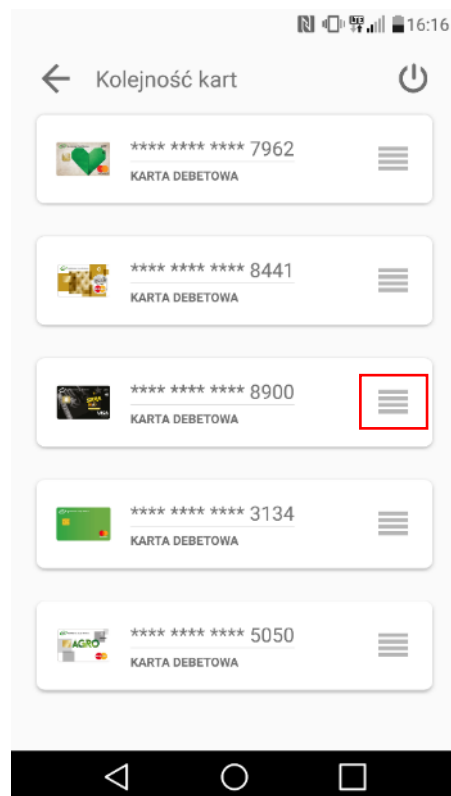 16:16
Kolejność kart
**** **** **** 7962
KARTA DEBETOWA
**** **** **** 8441
KARTA DEBETOWA
**** **** **** 8900
KARTA DEBETOWA
**** **** **** 3134
KARTA DEBETOWA
AGRO
**** **** **** 5050
KARTA DEBETOWA